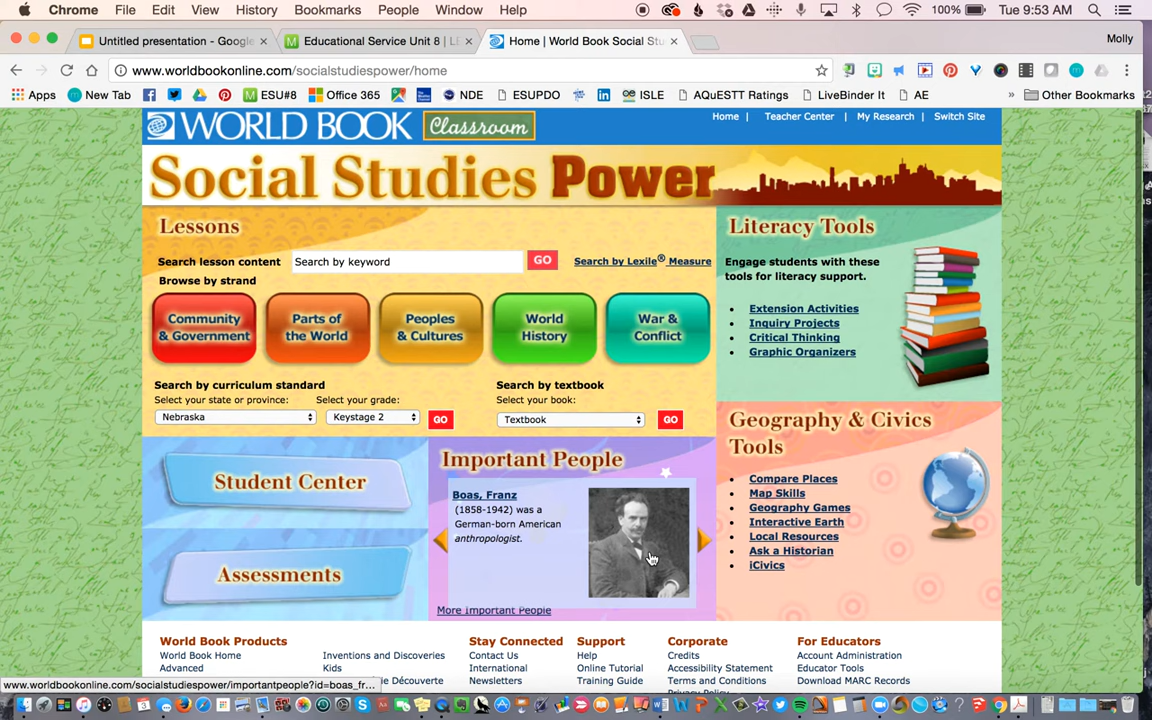 Chrome File Edit View History Bookmarks People Window Help 100% Tue 9:53 AM
Untitled presentation - Google
Educational Service Unit 8 | LE
Home | World Book Social Stu
Molly
www.worldbookonline.com/socialstudiespower/home
Apps New Tab ESU#8 Office 365 NDE ESUPDO ISLE AQuESTT Ratings LiveBinder It AE » Other Bookmarks
WORLD BOOK Classroom
Home | Teacher Center | My Research | Switch Site
Social Studies Power
Lessons
Search lesson content Search by keyword GO Search by Lexile® Measure
Browse by strand
Community & Government
Parts of the World
Peoples & Cultures
World History
War & Conflict
Search by curriculum standard
Select your state or province: Select your grade:
Nebraska Keystage 2 GO
Search by textbook
Select your book:
Textbook GO
Literacy Tools
Engage students with these
tools for literacy support.
• Extension Activities
• Inquiry Projects
• Critical Thinking
• Graphic Organizers
Student Center
Assessments
Important People
Boas, Franz
(1858-1942) was a
German-born American
anthropologist.
More Important People
Geography & Civics
Tools
• Compare Places
• Map Skills
• Geography Games
• Interactive Earth
• Local Resources
• Ask a Historian
• iCivics
World Book Products
World Book Home
Advanced
Inventions and Discoveries
Kids
e Découverte
Stay Connected
Contact Us
International
Newsletters
Support
Help
Online Tutorial
Training Guide
Corporate
Credits
Accessibility Statement
Terms and Conditions
Privacy Policy
For Educators
Account Administration
Educator Tools
Download MARC Records
www.worldbookonline.com/socialstudiespower/importantpeople?id=boas_fr...